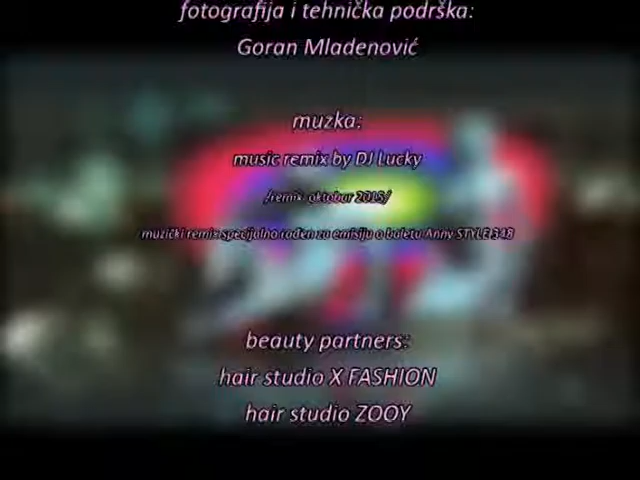 fotografija i tehnička podrška:
Goran Mladenović
muzka:
music remix by DJ Lucky
/remix oktobar 2015/
muzički remix specijalno rađen za emisiju o baletu Anny STYLE 348
beauty partners:
hair studio X FASHION
hair studio ZOOY